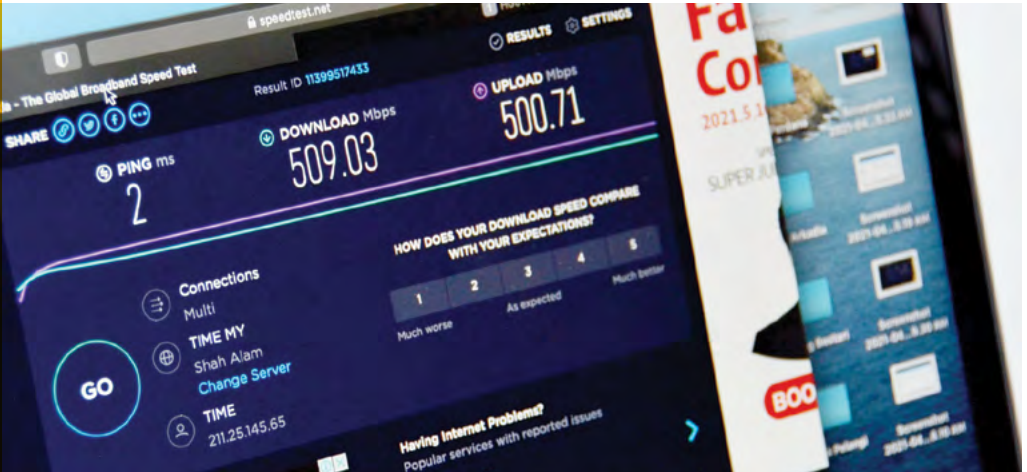 speedtest.net
la - The Global Broadband Speed Test
RESULTS
SETTINGS
SHARE
Result ID 11399517433
PING ms
2
DOWNLOAD Mbps
509.03
UPLOAD Mbps
500.71
Connections
Multi
TIME MY
Shah Alam
Change Server
TIME
211.25.145.65
GO
HOW DOES YOUR DOWNLOAD SPEED COMPARE
WITH YOUR EXPECTATIONS?
1 2 3 4 5
Much worse As expected Much better
Having Internet Problems?
Popular services with reported issues
Fa
Co
2021.5.1
SUPER JU
BOO
Screenshot
Screenshot
Screenshot
Screenshot